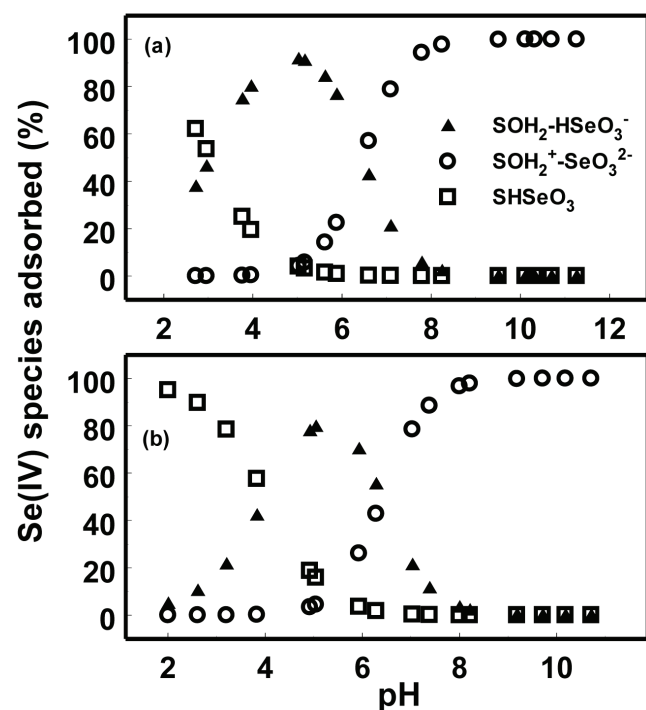 Se(IV) species adsorbed (%)
(a)
100
80
60
40
20
0
SOH₂-HSeO₃⁻
SOH₂⁺-SeO₃²⁻
SHSeO₃
2 4 6 8 10 12
(b)
100
80
60
40
20
0
2 4 6 8 10
pH